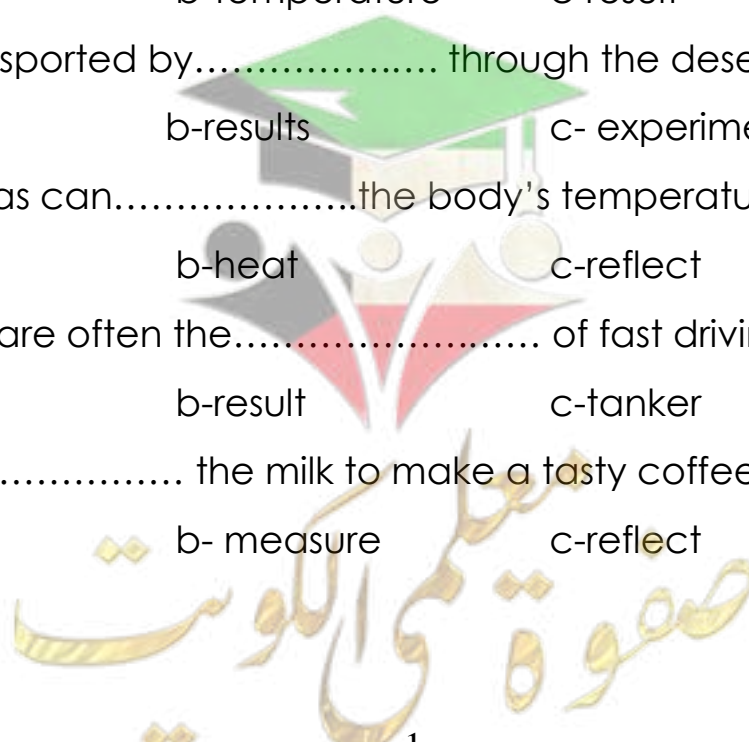 b-temperature c-result
sported by…………………. through the dese
b-results c- experime
as can…………………..the body’s temperatu
b-heat c-reflect
are often the………………………… of fast drivin
b-result c-tanker
…………… the milk to make a tasty coffee
b- measure c-reflect
صفوة معلمي الكويت
1